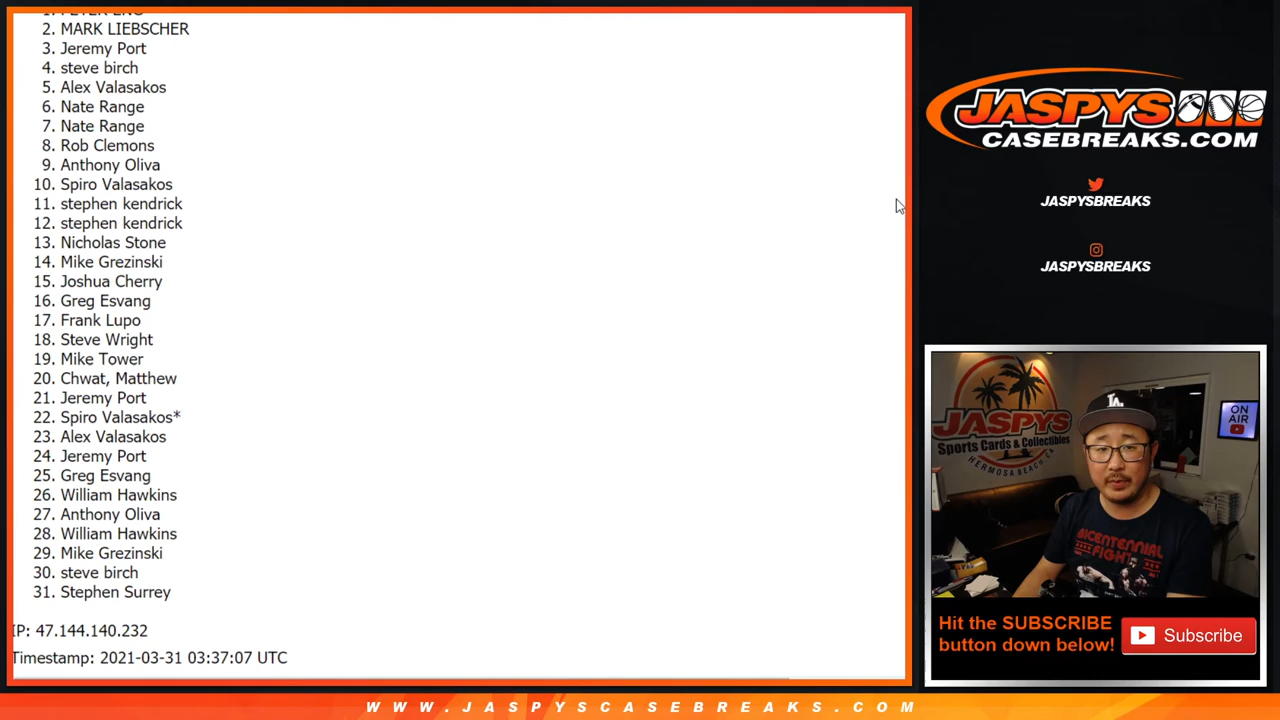 2. MARK LIEBSCHER
3. Jeremy Port
4. steve birch
5. Alex Valasakos
6. Nate Range
7. Nate Range
8. Rob Clemons
9. Anthony Oliva
10. Spiro Valasakos
11. stephen kendrick
12. stephen kendrick
13. Nicholas Stone
14. Mike Grezinski
15. Joshua Cherry
16. Greg Esvang
17. Frank Lupo
18. Steve Wright
19. Mike Tower
20. Chwat, Matthew
21. Jeremy Port
22. Spiro Valasakos*
23. Alex Valasakos
24. Jeremy Port
25. Greg Esvang
26. William Hawkins
27. Anthony Oliva
28. William Hawkins
29. Mike Grezinski
30. steve birch
31. Stephen Surrey
IP: 47.144.140.232
Timestamp: 2021-03-31 03:37:07 UTC
JASPYS
CASEBREAKS.COM
JASPYSBREAKS
JASPYSBREAKS
JASPYS
Sports Cards & Collectibles
HERMOSA BEACH, CA
ON
AIR
LA
BICENTENNIAL
FIGHT
Hit the SUBSCRIBE
button down below!
Subscribe
WWW.JASPYSCASEBREAKS.COM